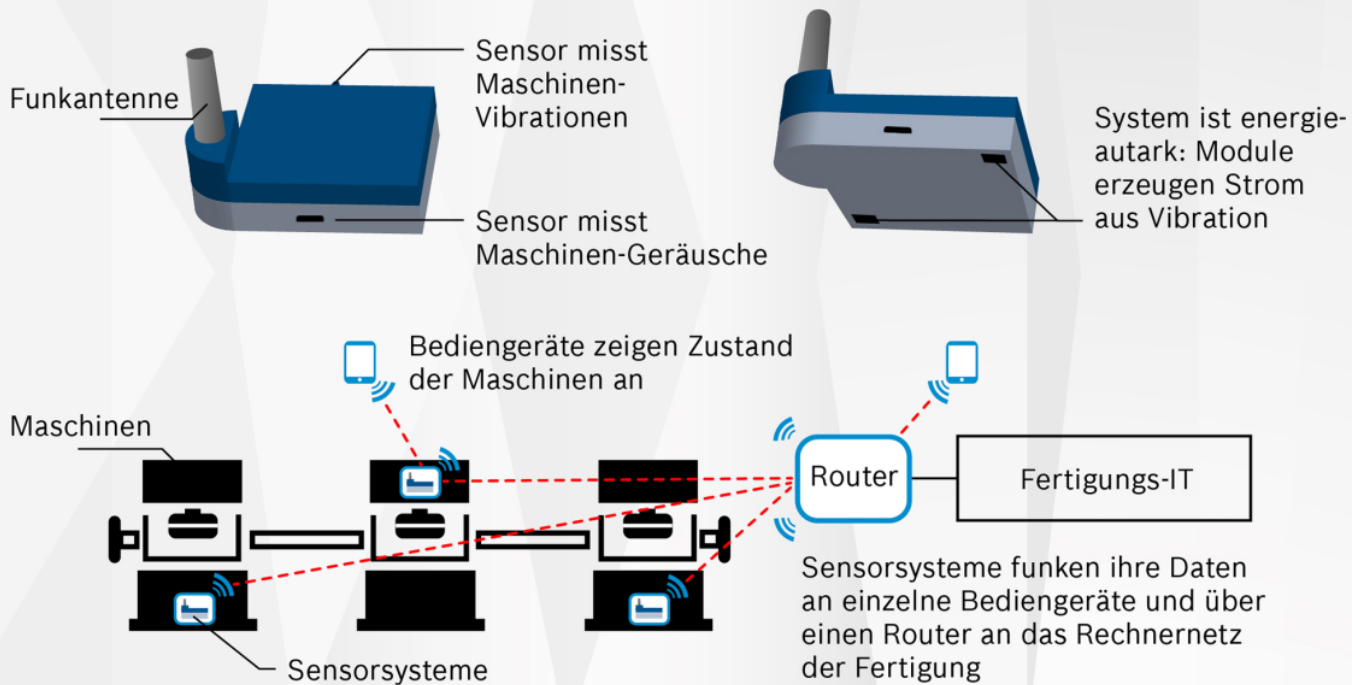 Funkantenne
Sensor misst
Maschinen-
Vibrationen
Sensor misst
Maschinen-Geräusche
System ist energie-
autark: Module
erzeugen Strom
aus Vibration
Bediengeräte zeigen Zustand
der Maschinen an
Maschinen
Router
Fertigungs-IT
Sensorsysteme funken ihre Daten
an einzelne Bediengeräte und über
einen Router an das Rechnernetz
der Fertigung
Sensorsysteme